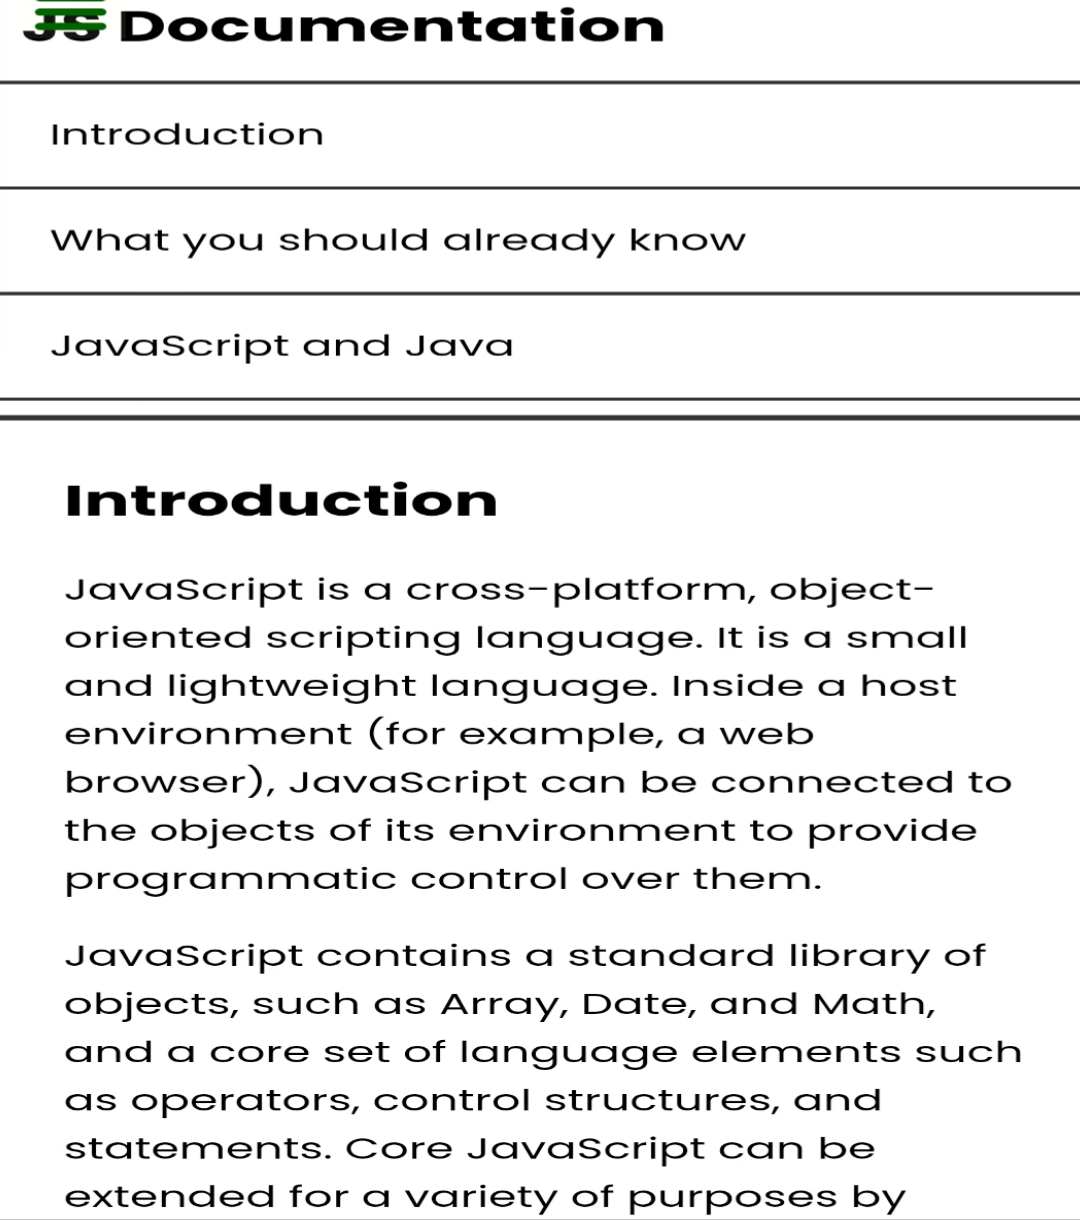 JS Documentation
Introduction
What you should already know
JavaScript and Java
Introduction
JavaScript is a cross-platform, object-
oriented scripting language. It is a small
and lightweight language. Inside a host
environment (for example, a web
browser), JavaScript can be connected to
the objects of its environment to provide
programmatic control over them.
JavaScript contains a standard library of
objects, such as Array, Date, and Math,
and a core set of language elements such
as operators, control structures, and
statements. Core JavaScript can be
extended for a variety of purposes by